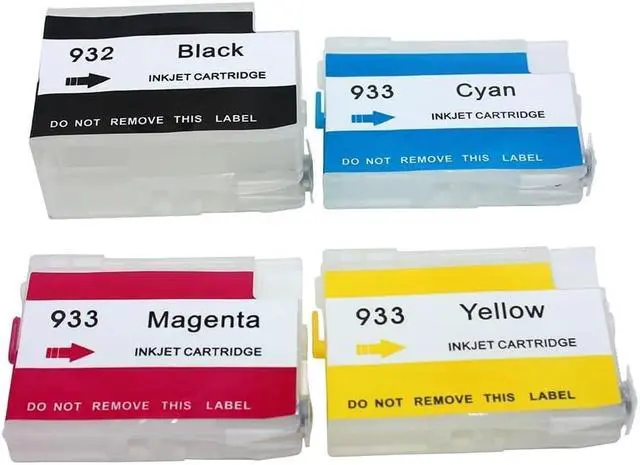 932 Black
INKJET CARTRIDGE
DO NOT REMOVE THIS LABEL
933 Cyan
INKJET CARTRIDGE
DO NOT REMOVE THIS LABEL
933 Magenta
INKJET CARTRIDGE
DO NOT REMOVE THIS LABEL
933 Yellow
INKJET CARTRIDGE
DO NOT REMOVE THIS LABEL